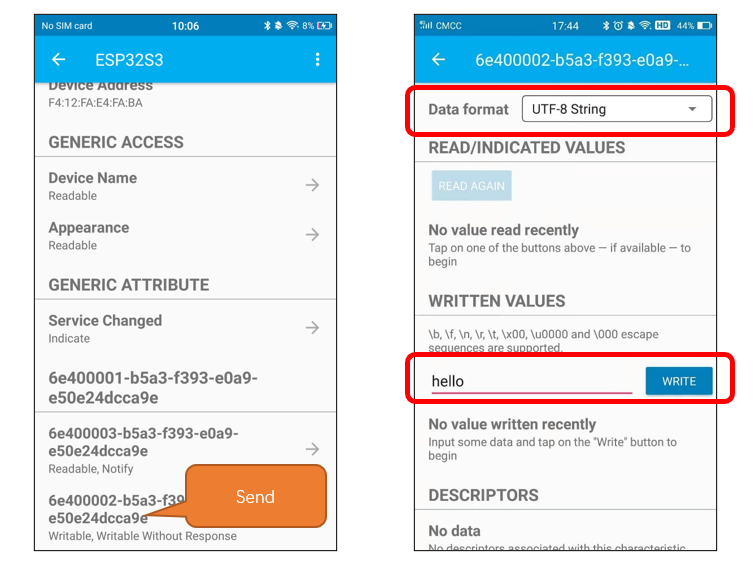 No SIM card 10:06 8%
ESP32S3
Device Address
F4:12:FA:E4:FA:BA
GENERIC ACCESS
Device Name
Readable
Appearance
Readable
GENERIC ATTRIBUTE
Service Changed
Indicate
6e400001-b5a3-f393-e0a9-
e50e24dcca9e
6e400003-b5a3-f393-e0a9-
e50e24dcca9e
Readable, Notify
6e400002-b5a3-f39
e50e24dcca9e
Writable, Writable Without Response
Send
CMCC 17:44 HD 44%
6e400002-b5a3-f393-e0a9-...
Data format UTF-8 String
READ/INDICATED VALUES
READ AGAIN
No value read recently
Tap on one of the buttons above — if available — to
begin
WRITTEN VALUES
\b, \f, \n, \r, \t, \x00, \u0000 and \000 escape
sequences are supported.
hello WRITE
No value written recently
Input some data and tap on the "Write" button to
begin
DESCRIPTORS
No data
No descriptors associated with this characteristic